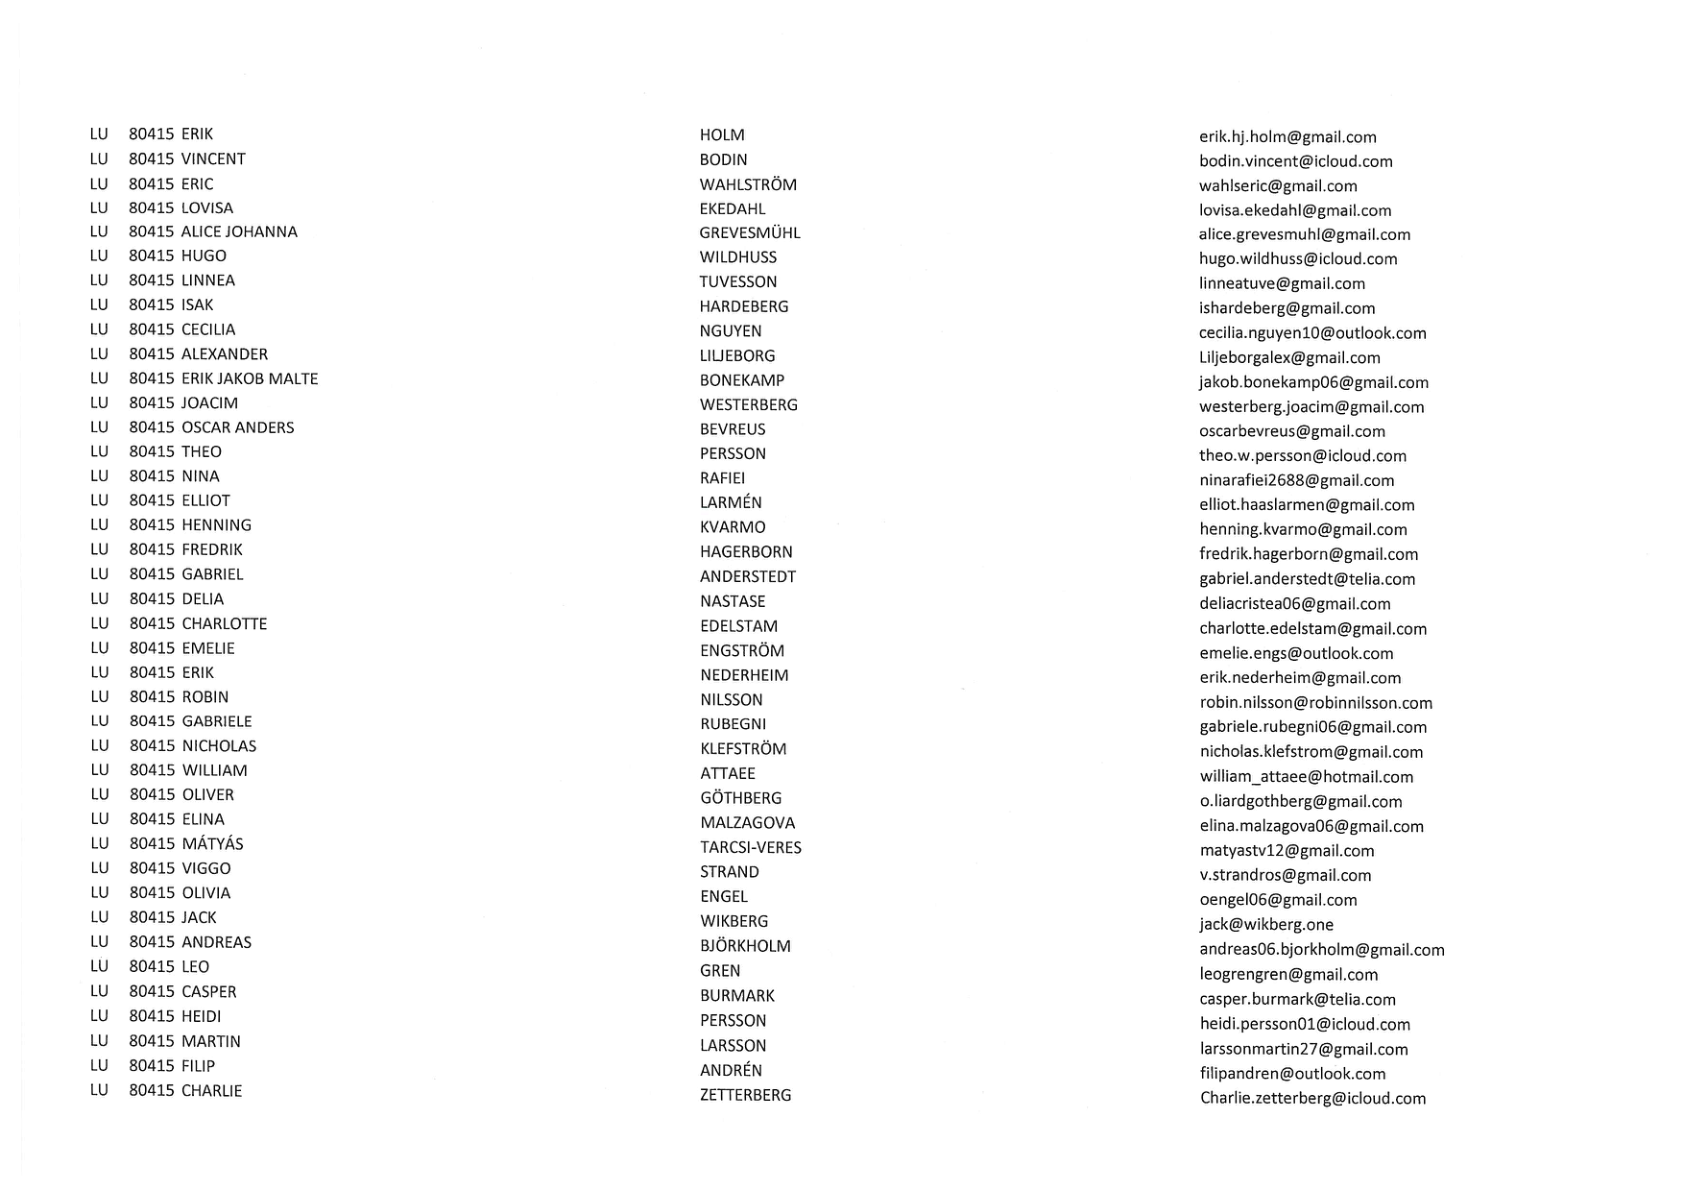 LU 80415 ERIK HOLM erik.hj.holm@gmail.com
LU 80415 VINCENT BODIN bodin.vincent@icloud.com
LU 80415 ERIC WAHLSTRÖM wahlseric@gmail.com
LU 80415 LOVISA EKEDAHL lovisa.ekedahl@gmail.com
LU 80415 ALICE JOHANNA GREVESMÜHL alice.grevesmuhl@gmail.com
LU 80415 HUGO WILDHUSS hugo.wildhuss@icloud.com
LU 80415 LINNEA TUVESSON linneatuve@gmail.com
LU 80415 ISAK HARDEBERG ishardeberg@gmail.com
LU 80415 CECILIA NGUYEN cecilia.nguyen10@outlook.com
LU 80415 ALEXANDER LILJEBORG Liljeborgalex@gmail.com
LU 80415 ERIK JAKOB MALTE BONEKAMP jakob.bonekamp06@gmail.com
LU 80415 JOACIM WESTERBERG westerberg.joacim@gmail.com
LU 80415 OSCAR ANDERS BEVREUS oscarbevreus@gmail.com
LU 80415 THEO PERSSON theo.w.persson@icloud.com
LU 80415 NINA RAFIEI ninarafiei2688@gmail.com
LU 80415 ELLIOT LARMÉN elliot.haaslarmen@gmail.com
LU 80415 HENNING KVARMO henning.kvarmo@gmail.com
LU 80415 FREDRIK HAGERBORN fredrik.hagerborn@gmail.com
LU 80415 GABRIEL ANDERSTEDT gabriel.anderstedt@telia.com
LU 80415 DELIA NASTASE deliacristea06@gmail.com
LU 80415 CHARLOTTE EDELSTAM charlotte.edelstam@gmail.com
LU 80415 EMELIE ENGSTRÖM emelie.engs@outlook.com
LU 80415 ERIK NEDERHEIM erik.nederheim@gmail.com
LU 80415 ROBIN NILSSON robin.nilsson@robinnilsson.com
LU 80415 GABRIELE RUBEGNI gabriele.rubegni06@gmail.com
LU 80415 NICHOLAS KLEFSTRÖM nicholas.klefstrom@gmail.com
LU 80415 WILLIAM ATTAEE william_attaee@hotmail.com
LU 80415 OLIVER GÖTHBERG o.liardgothberg@gmail.com
LU 80415 ELINA MALZAGOVA elina.malzagova06@gmail.com
LU 80415 MÁTYÁS TARCSI-VERES matyastv12@gmail.com
LU 80415 VIGGO STRAND v.strandros@gmail.com
LU 80415 OLIVIA ENGEL oengel06@gmail.com
LU 80415 JACK WIKBERG jack@wikberg.one
LU 80415 ANDREAS BJÖRKHOLM andreas06.bjorkholm@gmail.com
LU 80415 LEO GREN leogrengren@gmail.com
LU 80415 CASPER BURMARK casper.burmark@telia.com
LU 80415 HEIDI PERSSON heidi.persson01@icloud.com
LU 80415 MARTIN LARSSON larssonmartin27@gmail.com
LU 80415 FILIP ANDRÉN filipandren@outlook.com
LU 80415 CHARLIE ZETTERBERG Charlie.zetterberg@icloud.com